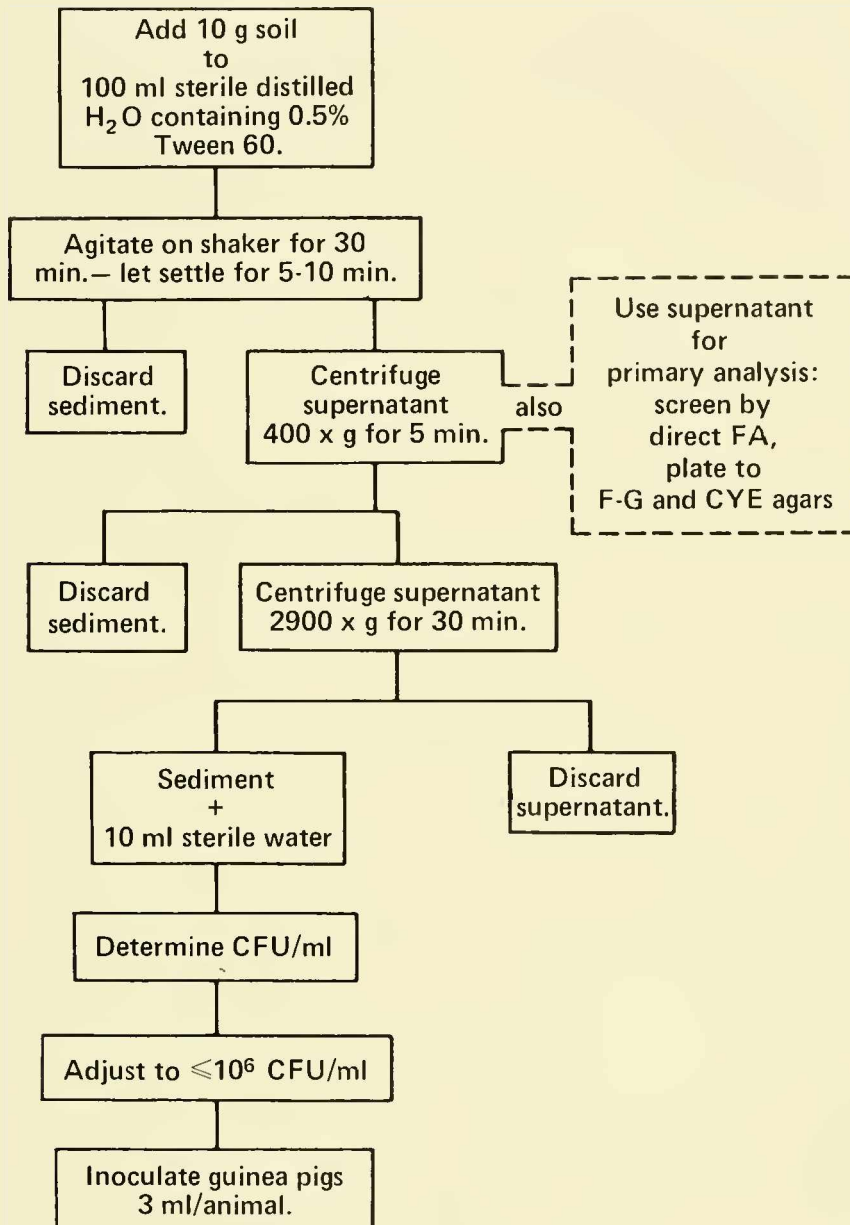 Add 10 g soil
to
100 ml sterile distilled
H₂O containing 0.5%
Tween 60.
Agitate on shaker for 30
min.— let settle for 5-10 min.
Discard
sediment.
Centrifuge
supernatant
400 x g for 5 min.
also
Use supernatant
for
primary analysis:
screen by
direct FA,
plate to
F-G and CYE agars
Discard
sediment.
Centrifuge supernatant
2900 x g for 30 min.
Sediment
+
10 ml sterile water
Discard
supernatant.
Determine CFU/ml
Adjust to ⩽10⁶ CFU/ml
Inoculate guinea pigs
3 ml/animal.